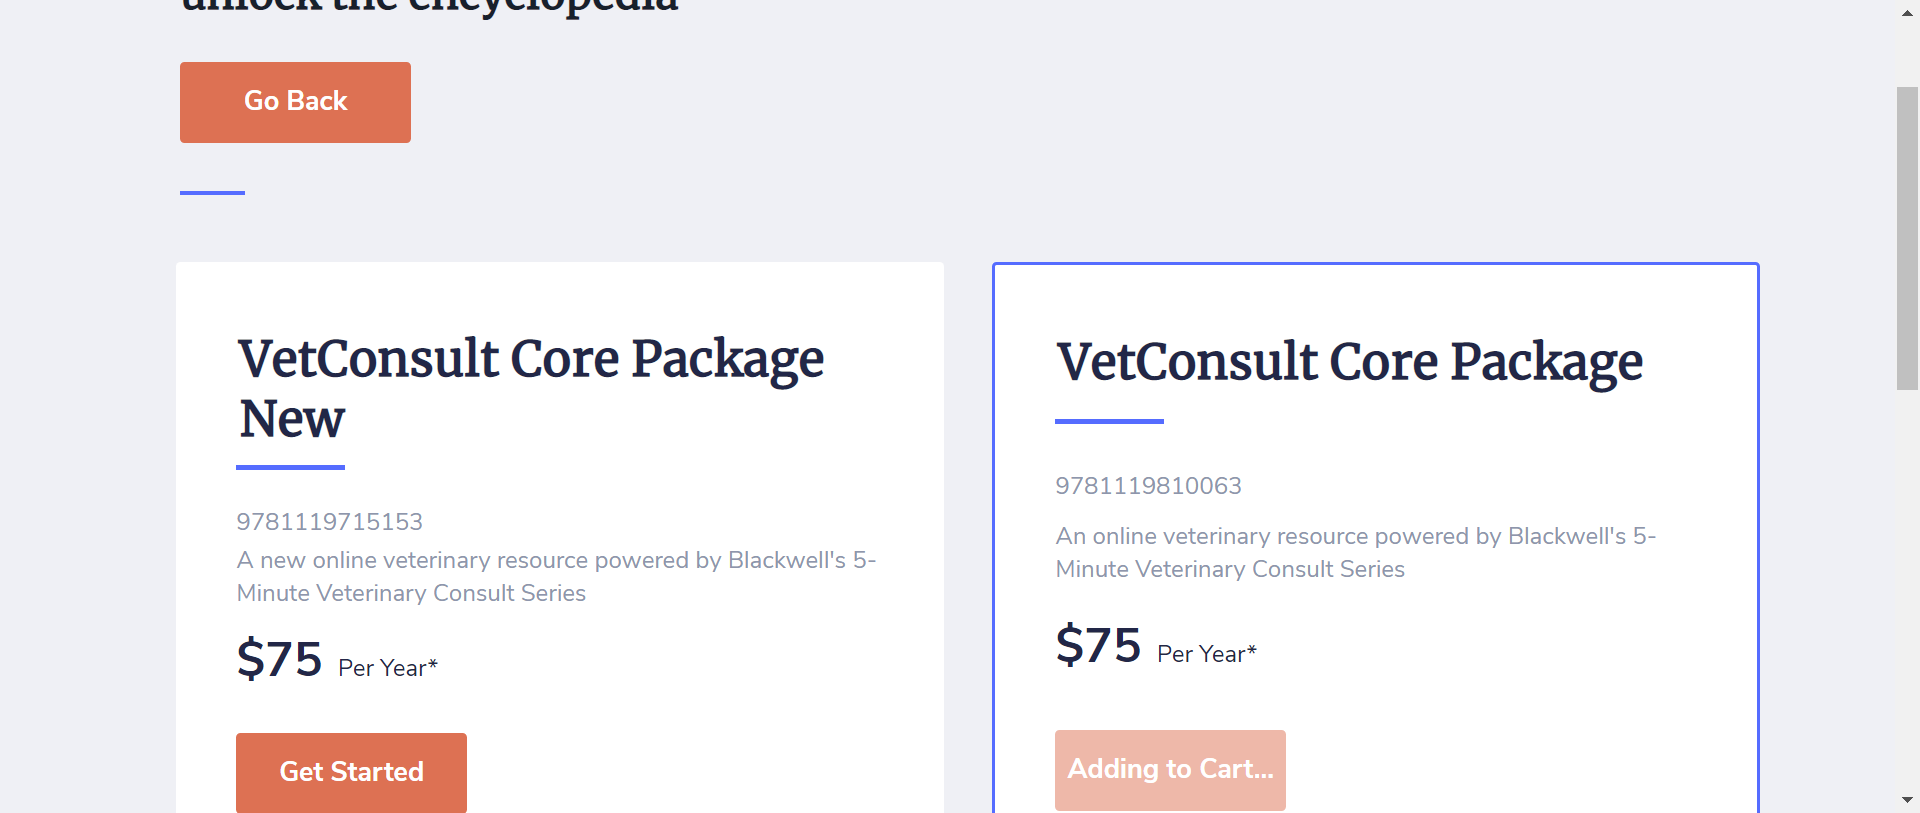 unlock the encyclopedia
Go Back
VetConsult Core Package
New
9781119715153
A new online veterinary resource powered by Blackwell's 5-
Minute Veterinary Consult Series
$75 Per Year*
Get Started
VetConsult Core Package
9781119810063
An online veterinary resource powered by Blackwell's 5-
Minute Veterinary Consult Series
$75 Per Year*
Adding to Cart...